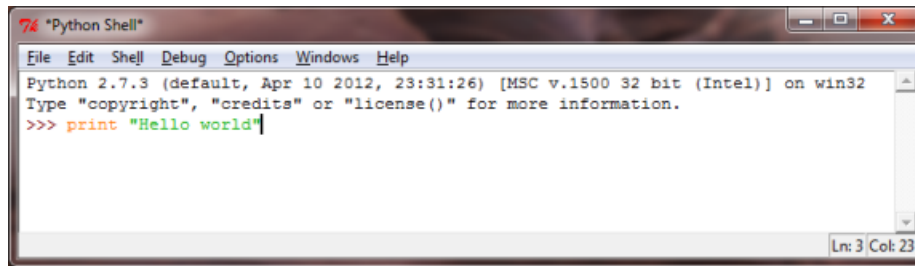 *Python Shell*
File Edit Shell Debug Options Windows Help
Python 2.7.3 (default, Apr 10 2012, 23:31:26) [MSC v.1500 32 bit (Intel)] on win32
Type "copyright", "credits" or "license()" for more information.
>>> print "Hello world"
Ln: 3 Col: 23